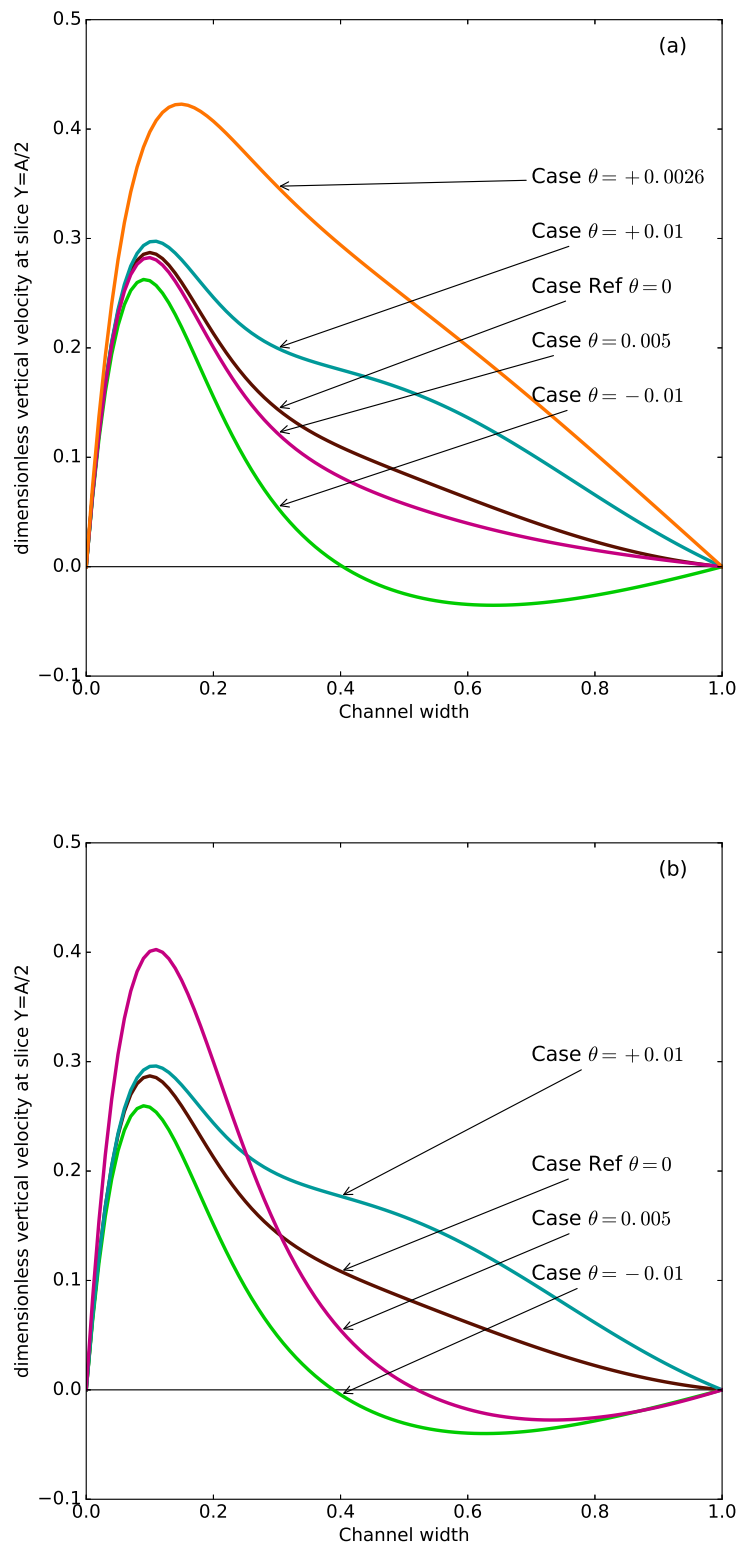 0.5
(a)
0.4
Case θ=+0.0026
Case θ=+0.01
0.3
Case Ref θ=0
Case θ=0.005
0.2
Case θ=−0.01
0.1
0.0
−0.1
dimensionless vertical velocity at slice Y=A/2
0.0 0.2 0.4 0.6 0.8 1.0
Channel width
0.5
(b)
0.4
Case θ=+0.01
0.3
Case Ref θ=0
0.2
Case θ=0.005
Case θ=−0.01
0.1
0.0
−0.1
dimensionless vertical velocity at slice Y=A/2
0.0 0.2 0.4 0.6 0.8 1.0
Channel width